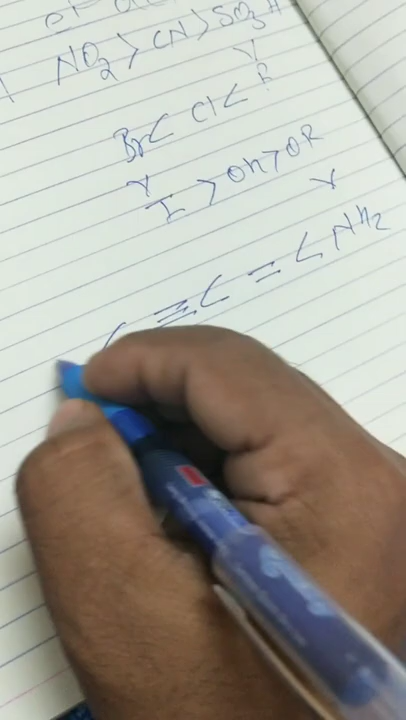 NO2 > CN > SO3H
v
Br < Cl < F
v
I > OH > OR
v
C ≡ C = C NH2